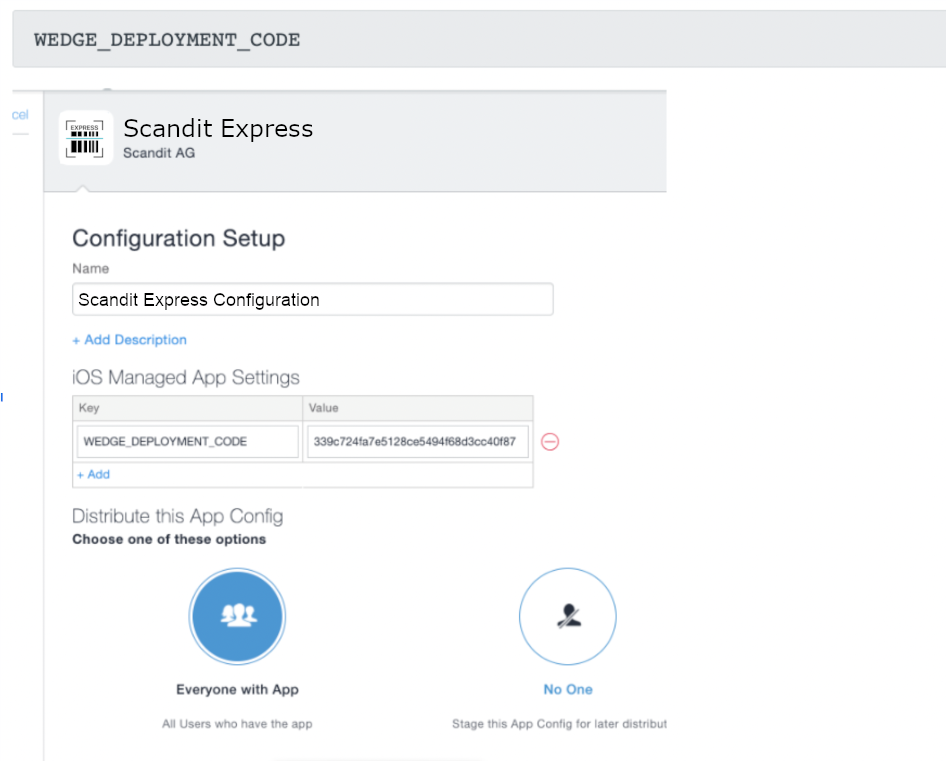 WEDGE_DEPLOYMENT_CODE
cel
EXPRESS
Scandit Express
Scandit AG
Configuration Setup
Name
Scandit Express Configuration
+ Add Description
iOS Managed App Settings
Key Value
WEDGE_DEPLOYMENT_CODE 339c724fa7e5128ce5494f68d3cc40f87
+ Add
Distribute this App Config
Choose one of these options
Everyone with App No One
All Users who have the app Stage this App Config for later distribut